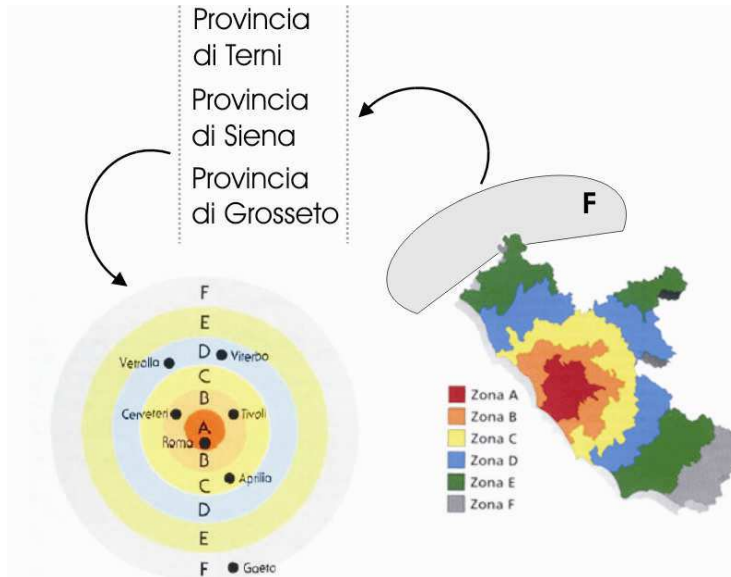 Provincia
di Terni
Provincia
di Siena
Provincia
di Grosseto
F
F
E
D
Vetralla
Viterbo
C
B
Cerveteri
Tivoli
A
Roma
B
Aprilia
C
D
E
F
Gaeta
Zona A
Zona B
Zona C
Zona D
Zona E
Zona F